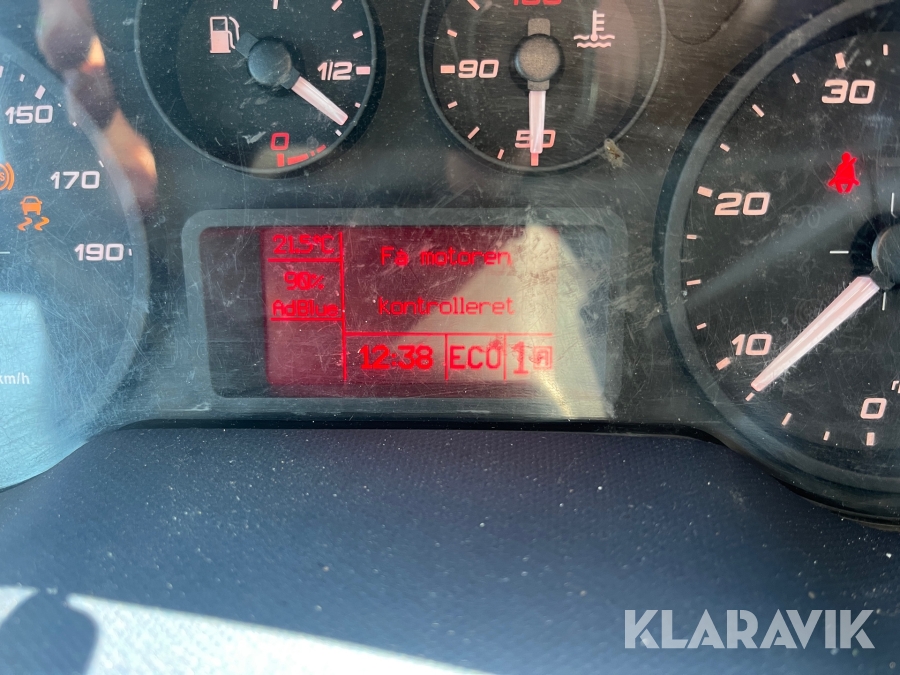 150
170
190
km/h
1/2
0
90
50
30
20
10
0
21.5°C
90%
AdBlue
Få motoren
kontrolleret
12:38 ECO 1 A
KLARAVIK